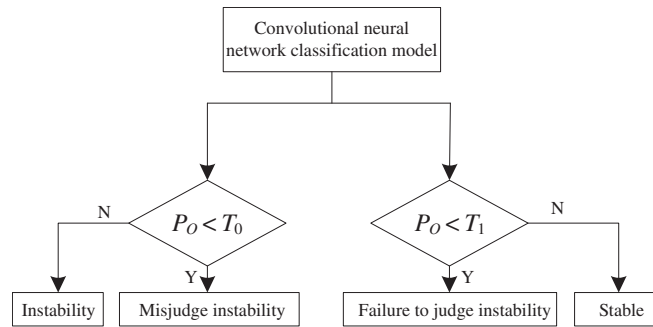 Convolutional neural
network classification model
N
P_O < T_0
Y
P_O < T_1
N
Y
Instability
Misjudge instability
Failure to judge instability
Stable